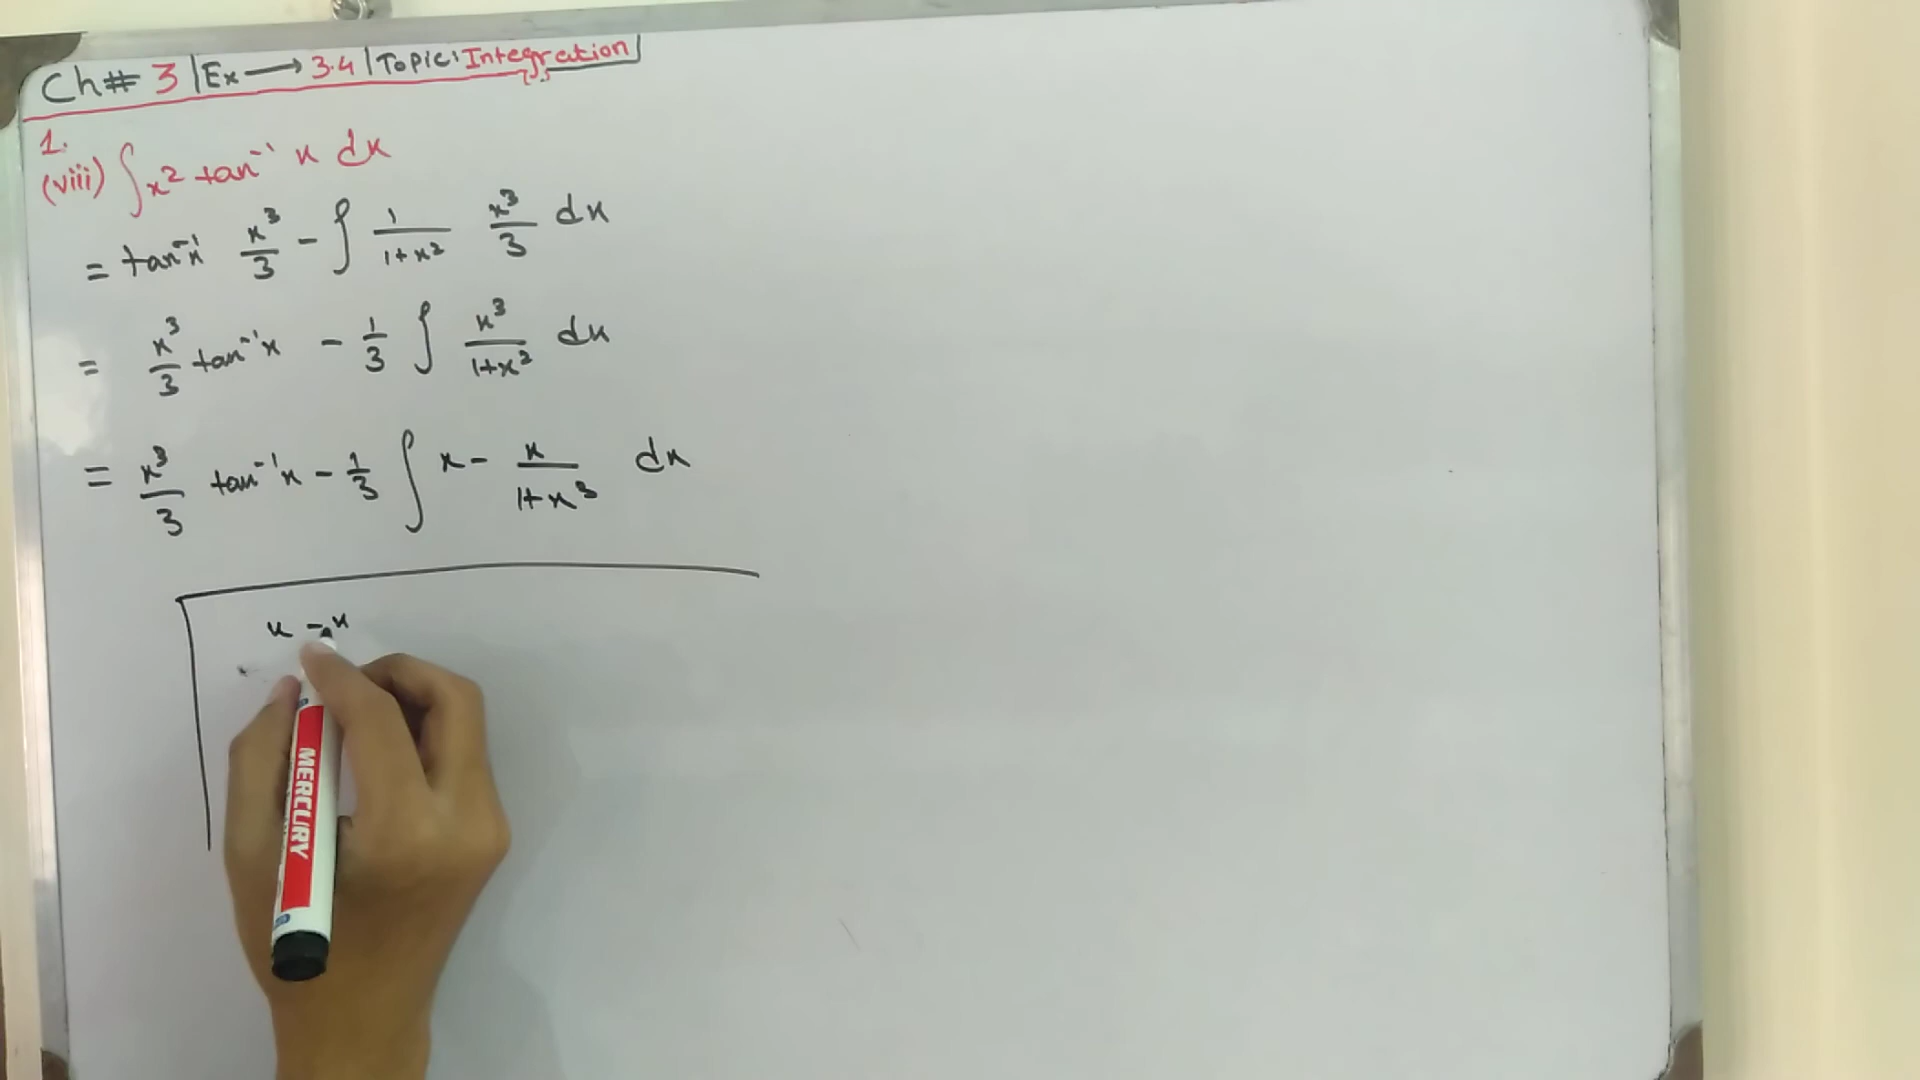 Ch# 3 | Ex → 3.4 | Topic: Integration
1.
(viii) ∫ x² tan⁻¹ x dx
= tan⁻¹x x³/3 - ∫ 1/(1+x²) x³/3 dx
= x³/3 tan⁻¹x - 1/3 ∫ x³/(1+x²) dx
= x³/3 tan⁻¹x - 1/3 ∫ x - x/(1+x³) dx
x - x
MERCURY